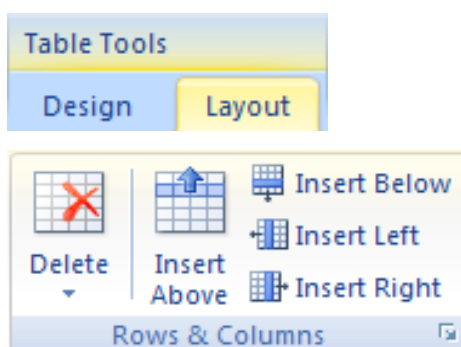 Table Tools
Design Layout
Insert Below
Insert Left
Delete Insert Above
Insert Right
Rows & Columns